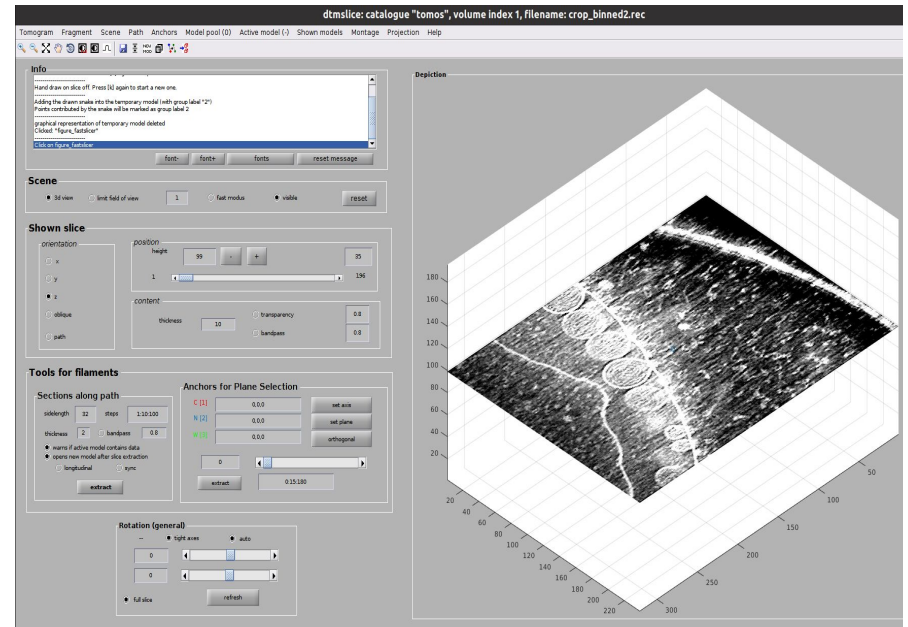 dtmslice: catalogue "tomos", volume index 1, filename: crop_binned2.rec
Tomogram Fragment Scene Path Anchors Model pool (0) Active model (-) Shown models Montage Projection Help
Info
Hand draw on slice off. Press [k] again to start a new one.
------------------------
Adding the drawn snake into the temporary model (with group label "2")
Points contributed by the snake will be marked as group label 2
------------------------
graphical representation of temporary model deleted
Clicked: "figure_fastslicer"
------------------------
Click on figure_fastslicer
font- font+ fonts reset message
Scene
3d view limit field of view 1 fast modus visible reset
Shown slice
orientation
x
y
z
oblique
path
position
height 99 - + 35
1 196
content
thickness 10 transparency 0.8
bandpass 0.8
Tools for filaments
Sections along path
sidelength 32 steps 1:10:100
thickness 2 bandpass 0.8
warns if active model contains data
opens new model after slice extraction
longitudinal sync
extract
Anchors for Plane Selection
C [1] 0,0,0 set axis
N [2] 0,0,0 set plane
0,0,0 orthogonal
0
extract 0:15:180
Rotation (general)
-- tight axes auto
0
0
full slice refresh
Depiction
180
160
140
120
100
80
60
40
20
20
40
60
80
100
120
140
160
180
200
220
50
100
150
200
250
300